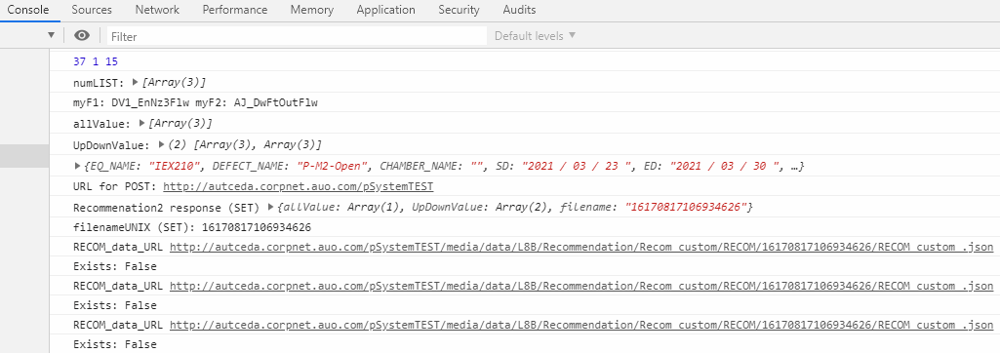 Console Sources Network Performance Memory Application Security Audits
Filter Default levels ▼
37 1 15
numLIST: ▶ [Array(3)]
myF1: DV1_EnNz3Flw myF2: AJ_DwFtOutFlw
allValue: ▶ [Array(3)]
UpDownValue: ▶ (2) [Array(3), Array(3)]
▶ {EQ_NAME: "IEX210", DEFECT_NAME: "P-M2-Open", CHAMBER_NAME: "", SD: "2021 / 03 / 23 ", ED: "2021 / 03 / 30 ", …}
URL for POST: http://autceda.corpnet.auo.com/pSystemTEST
Recommenation2 response (SET) ▶ {allValue: Array(1), UpDownValue: Array(2), filename: "16170817106934626"}
filenameUNIX (SET): 16170817106934626
RECOM_data_URL http://autceda.corpnet.auo.com/pSystemTEST/media/data/L8B/Recommendation/Recom_custom/RECOM/16170817106934626/RECOM_custom_.json
Exists: False
RECOM_data_URL http://autceda.corpnet.auo.com/pSystemTEST/media/data/L8B/Recommendation/Recom_custom/RECOM/16170817106934626/RECOM_custom_.json
Exists: False
RECOM_data_URL http://autceda.corpnet.auo.com/pSystemTEST/media/data/L8B/Recommendation/Recom_custom/RECOM/16170817106934626/RECOM_custom_.json
Exists: False